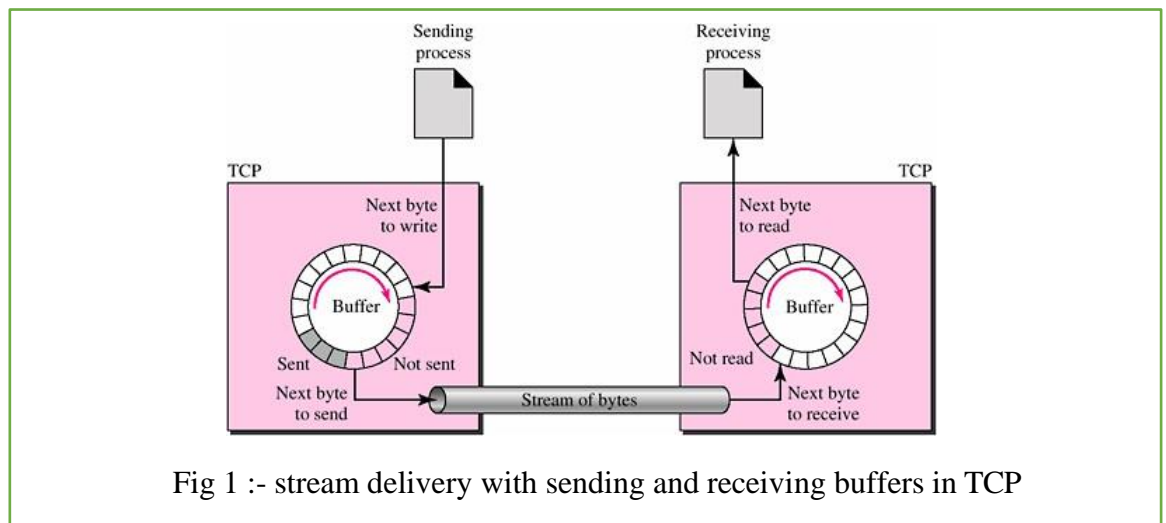 Sending
process
Receiving
process
TCP
TCP
Next byte
to write
Next byte
to read
Buffer
Buffer
Sent
Not sent
Not read
Next byte
to send
Stream of bytes
Next byte
to receive
Fig 1 :- stream delivery with sending and receiving buffers in TCP